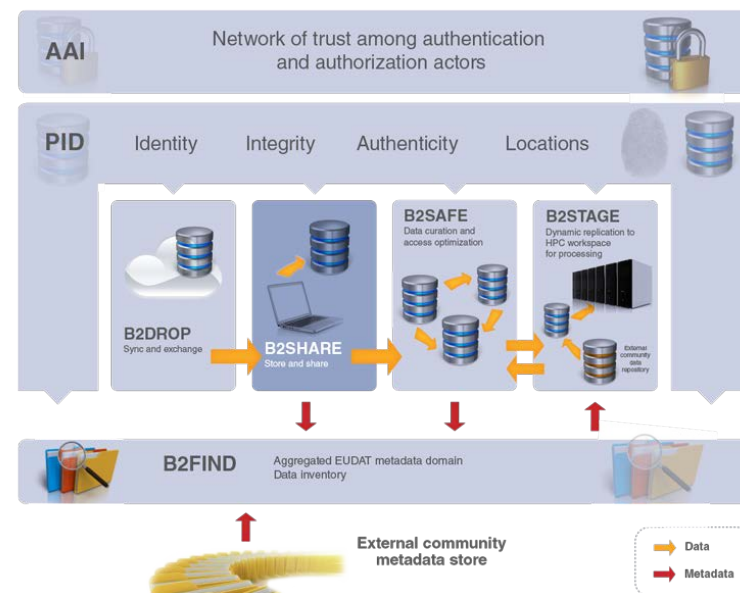 AAI
Network of trust among authentication
and authorization actors
PID
Identity
Integrity
Authenticity
Locations
B2DROP
Sync and exchange
B2SHARE
Store and share
B2SAFE
Data curation and
access optimization
B2STAGE
Dynamic replication to
HPC workspace
for processing
External
community
data
repository
B2FIND
Aggregated EUDAT metadata domain
Data inventory
External community
metadata store
Data
Metadata